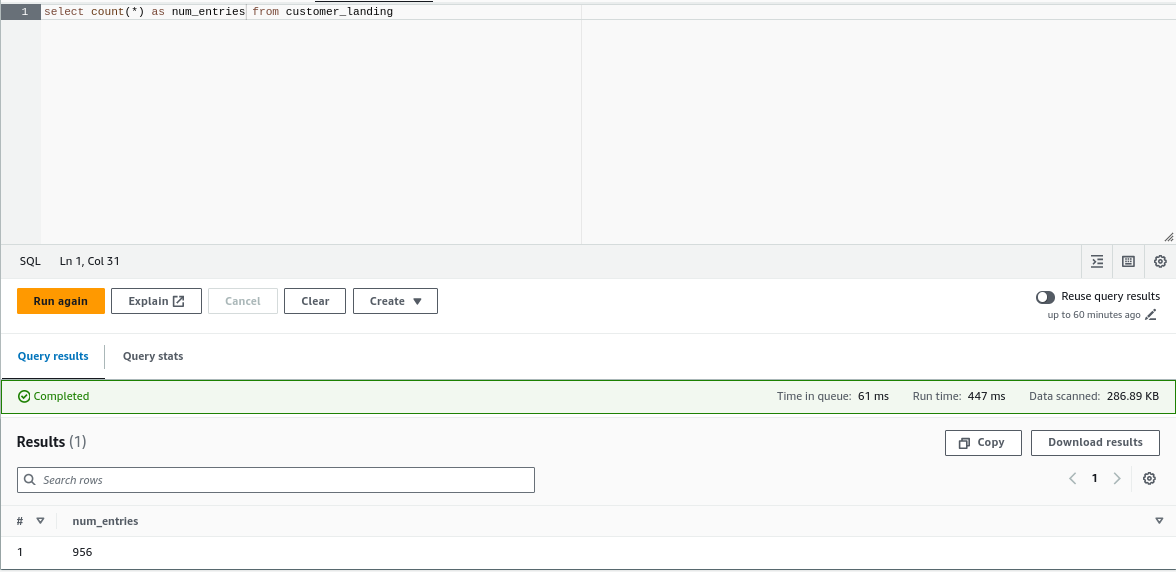 1 select count(*) as num_entries from customer_landing
SQL Ln 1, Col 31
Run again Explain Cancel Clear Create Reuse query results
up to 60 minutes ago
Query results Query stats
Completed Time in queue: 61 ms Run time: 447 ms Data scanned: 286.89 KB
Results (1) Copy Download results
Search rows 1
# num_entries
1 956